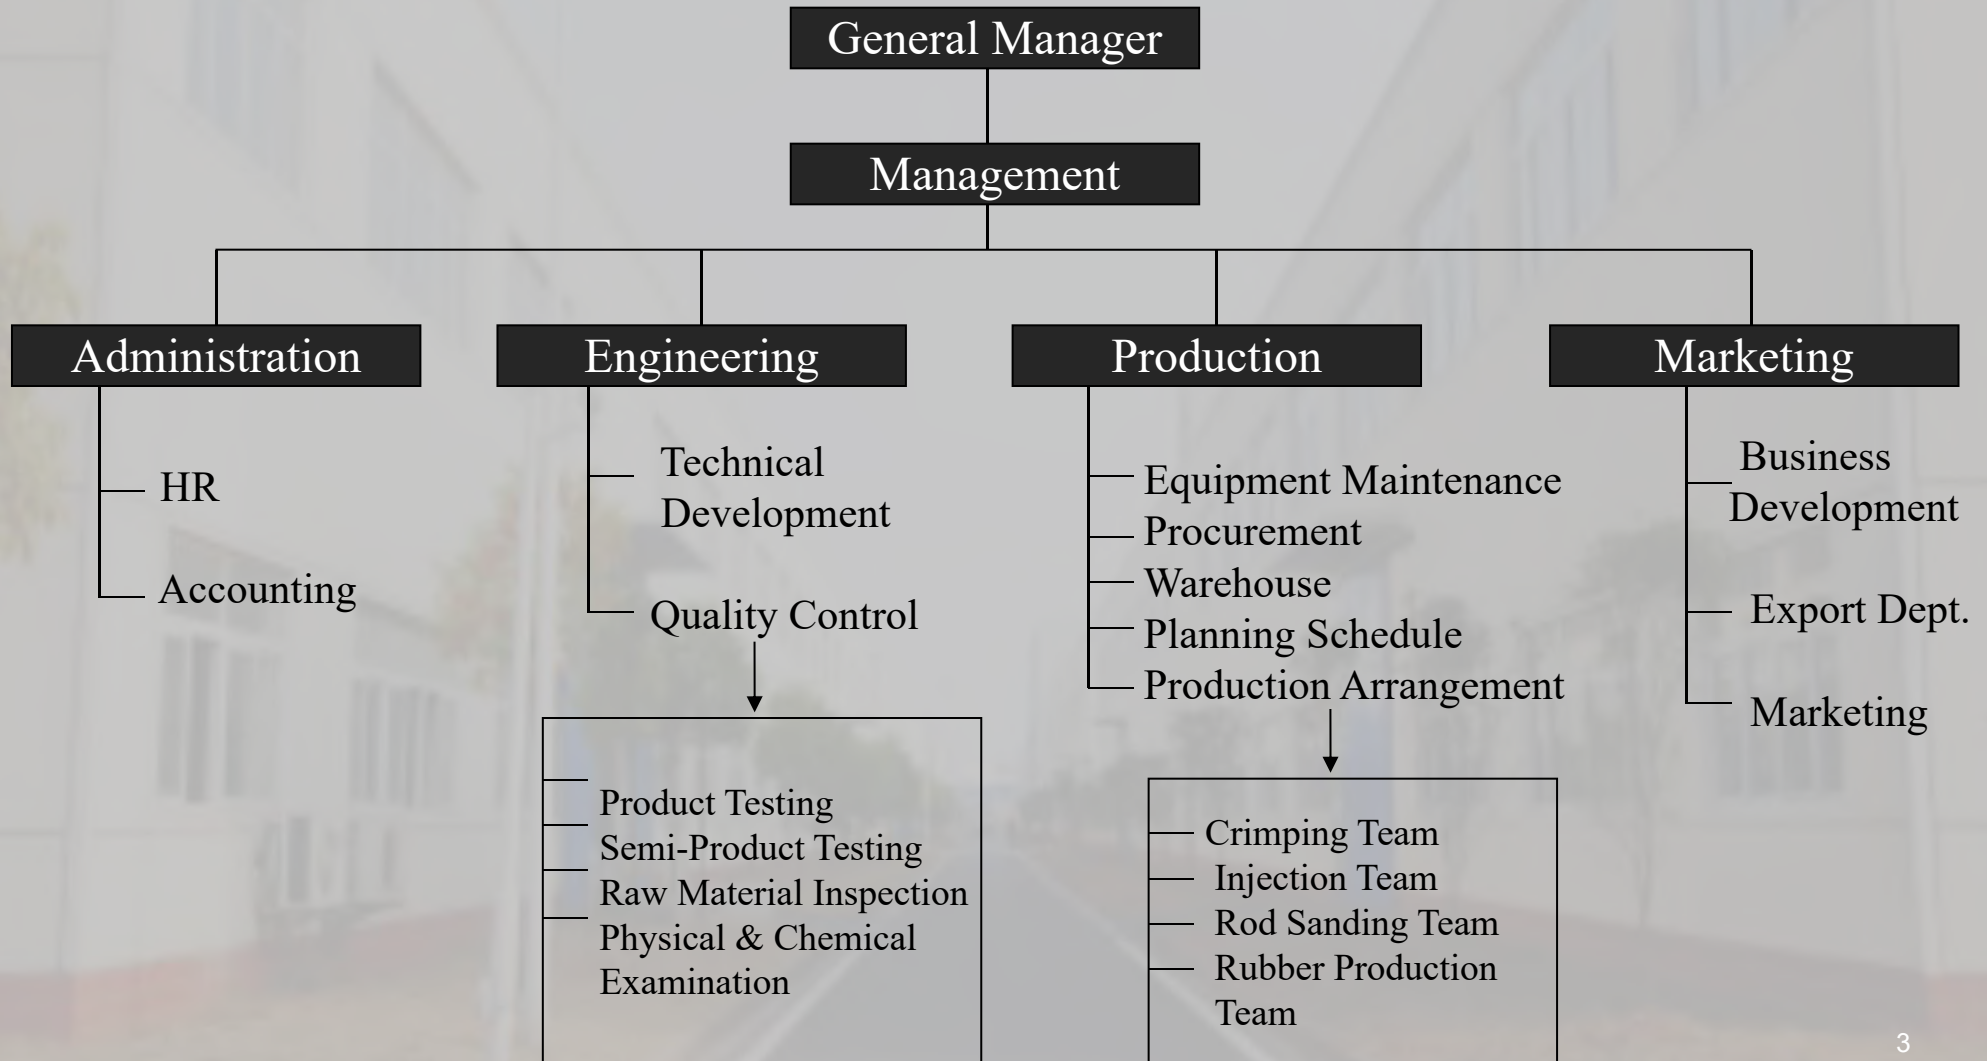 General Manager
Management
Administration
Engineering
Production
Marketing
HR
Accounting
Technical
Development
Quality Control
Product Testing
Semi-Product Testing
Raw Material Inspection
Physical & Chemical
Examination
Equipment Maintenance
Procurement
Warehouse
Planning Schedule
Production Arrangement
Crimping Team
Injection Team
Rod Sanding Team
Rubber Production
Team
Business
Development
Export Dept.
Marketing
3